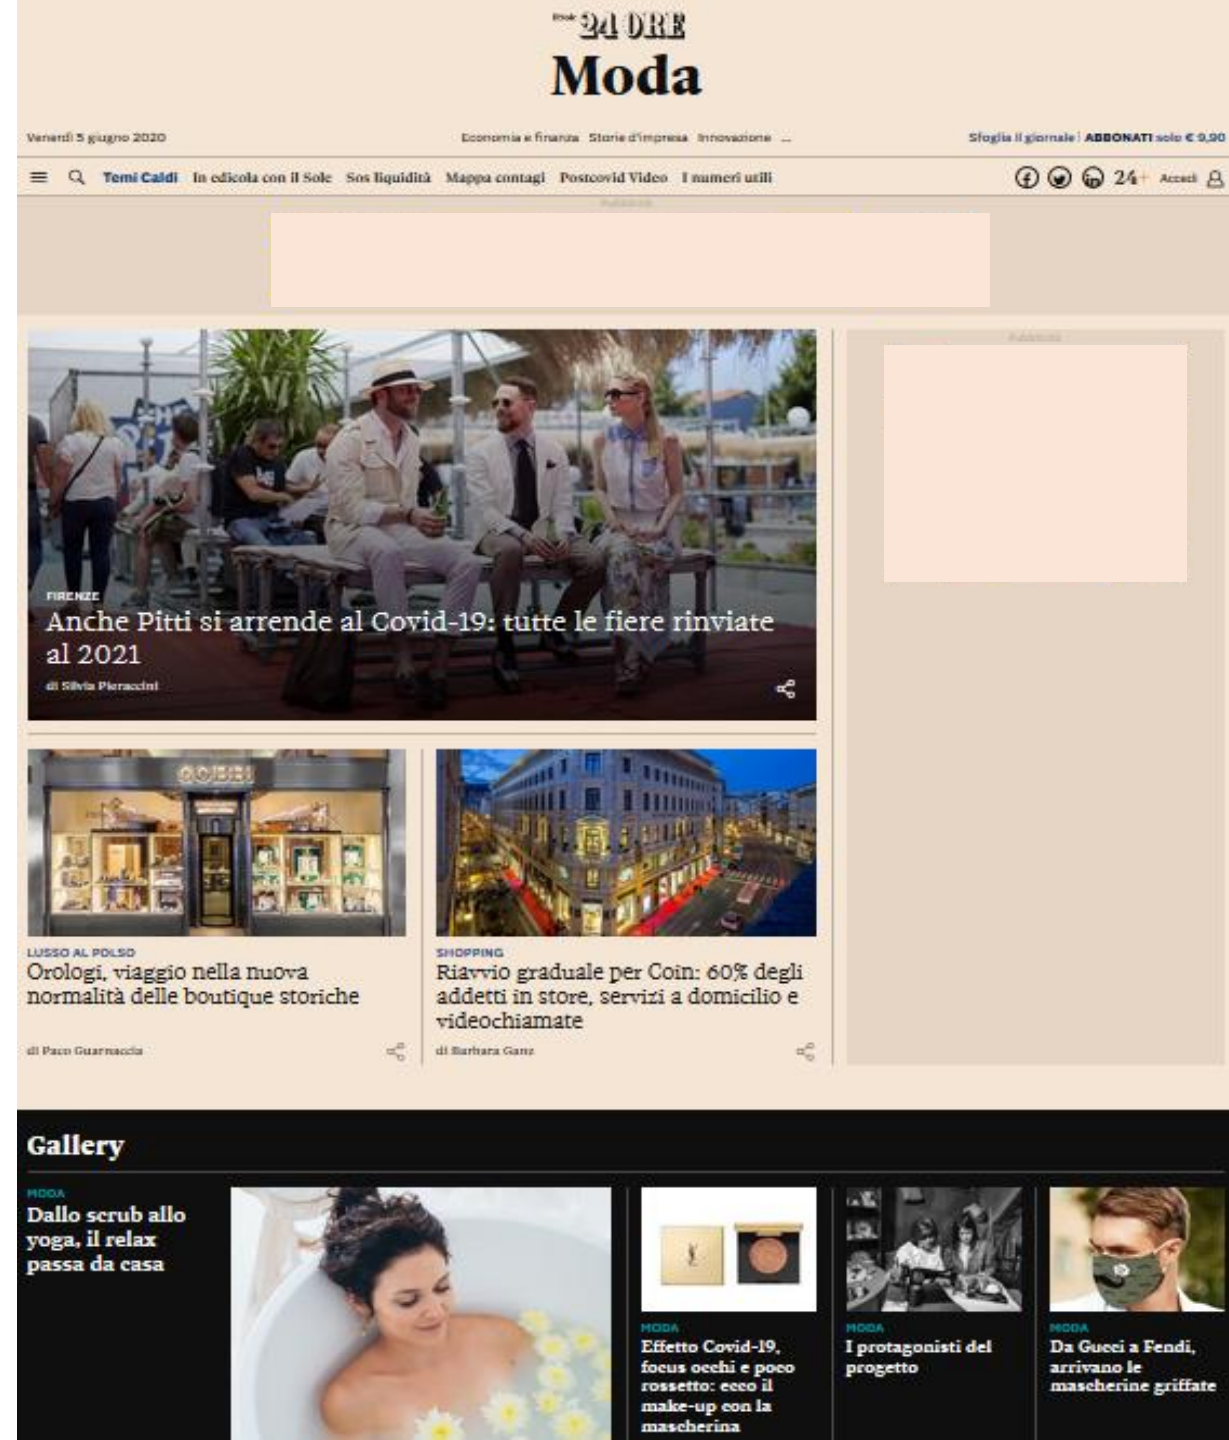 Il Sole 24 ORE
Moda
Venerdì 5 giugno 2020
Economia e finanza Storie d'impresa Innovazione ...
Sfoglia il giornale | ABBONATI solo € 9,90
Temi Caldi In edicola con il Sole Sos liquidità Mappa contagi Postcovid Video I numeri utili
24+ Accedi
Pubblicità
Pubblicità
FIRENZE
Anche Pitti si arrende al Covid-19: tutte le fiere rinviate
al 2021
di Silvia Pieraccini
GOBBI
LUSSO AL POLSO
Orologi, viaggio nella nuova
normalità delle boutique storiche
di Paco Guarnaccia
SHOPPING
Riavvio graduale per Coin: 60% degli
addetti in store, servizi a domicilio e
videochiamate
di Barbara Ganz
Gallery
MODA
Dallo scrub allo
yoga, il relax
passa da casa
MODA
Effetto Covid-19,
focus occhi e poco
rossetto: ecco il
make-up con la
mascherina
MODA
I protagonisti del
progetto
MODA
Da Gucci a Fendi,
arrivano le
mascherine griffate